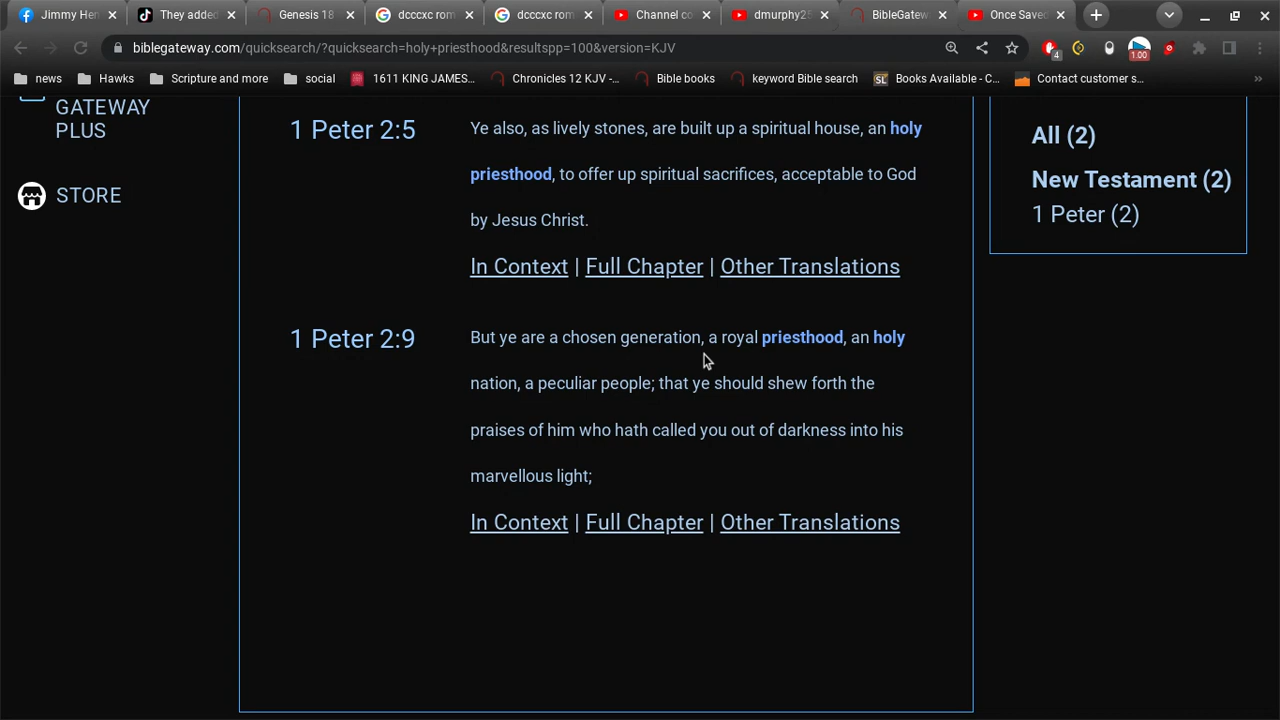 Jimmy Hen
They added
Genesis 18
dcccxc rom
dcccxc rom
Channel co
dmurphy25
BibleGatew
Once Saved
biblegateway.com/quicksearch/?quicksearch=holy+priesthood&resultspp=100&version=KJV
4
1.00
news
Hawks
Scripture and more
social
1611 KING JAMES...
Chronicles 12 KJV -...
Bible books
keyword Bible search
SL
Books Available - C...
Contact customer s...
»
GATEWAY
PLUS
STORE
1 Peter 2:5
Ye also, as lively stones, are built up a spiritual house, an holy
priesthood, to offer up spiritual sacrifices, acceptable to God
by Jesus Christ.
In Context | Full Chapter | Other Translations
1 Peter 2:9
But ye are a chosen generation, a royal priesthood, an holy
nation, a peculiar people; that ye should shew forth the
praises of him who hath called you out of darkness into his
marvellous light;
In Context | Full Chapter | Other Translations
All (2)
New Testament (2)
1 Peter (2)